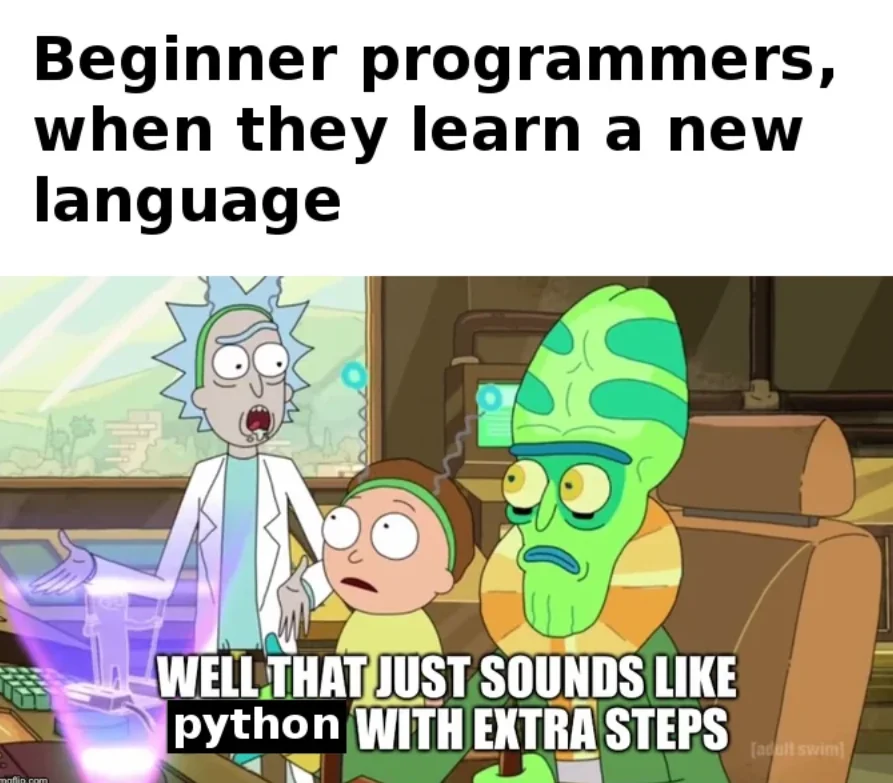 Beginner programmers,
when they learn a new
language
WELL THAT JUST SOUNDS LIKE
python WITH EXTRA STEPS
[adult swim]
imgflip.com